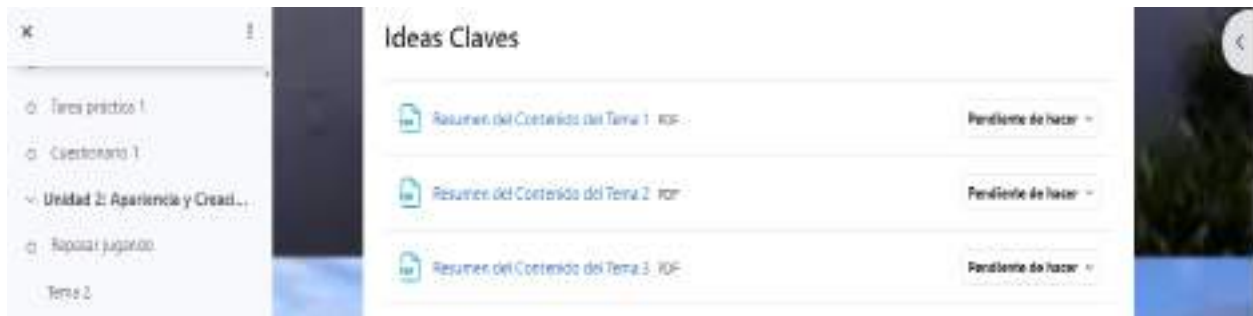 Tarea práctica 1
Cuestionario 1
Unidad 2: Apariencia y Creaci...
Repasar jugando
Tema 2
Ideas Claves
Resumen del Contenido del Tema 1 PDF
Pendiente de hacer
Resumen del Contenido del Tema 2 PDF
Pendiente de hacer
Resumen del Contenido del Tema 3 PDF
Pendiente de hacer